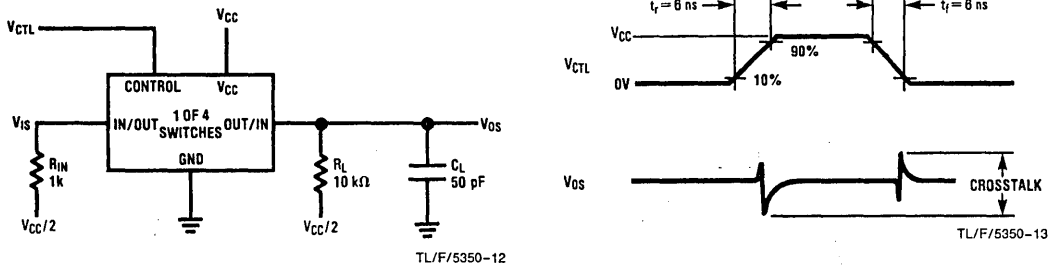 VCTL
VCC
CONTROL
VCC
VIS
IN/OUT
1 OF 4
SWITCHES
OUT/IN
VOS
GND
RIN
1k
VCC/2
RL
10 kΩ
VCC/2
CL
50 pF
TL/F/5350-12
tr = 6 ns
tf = 6 ns
VCC
90%
VCTL
10%
0V
VOS
CROSSTALK
TL/F/5350-13